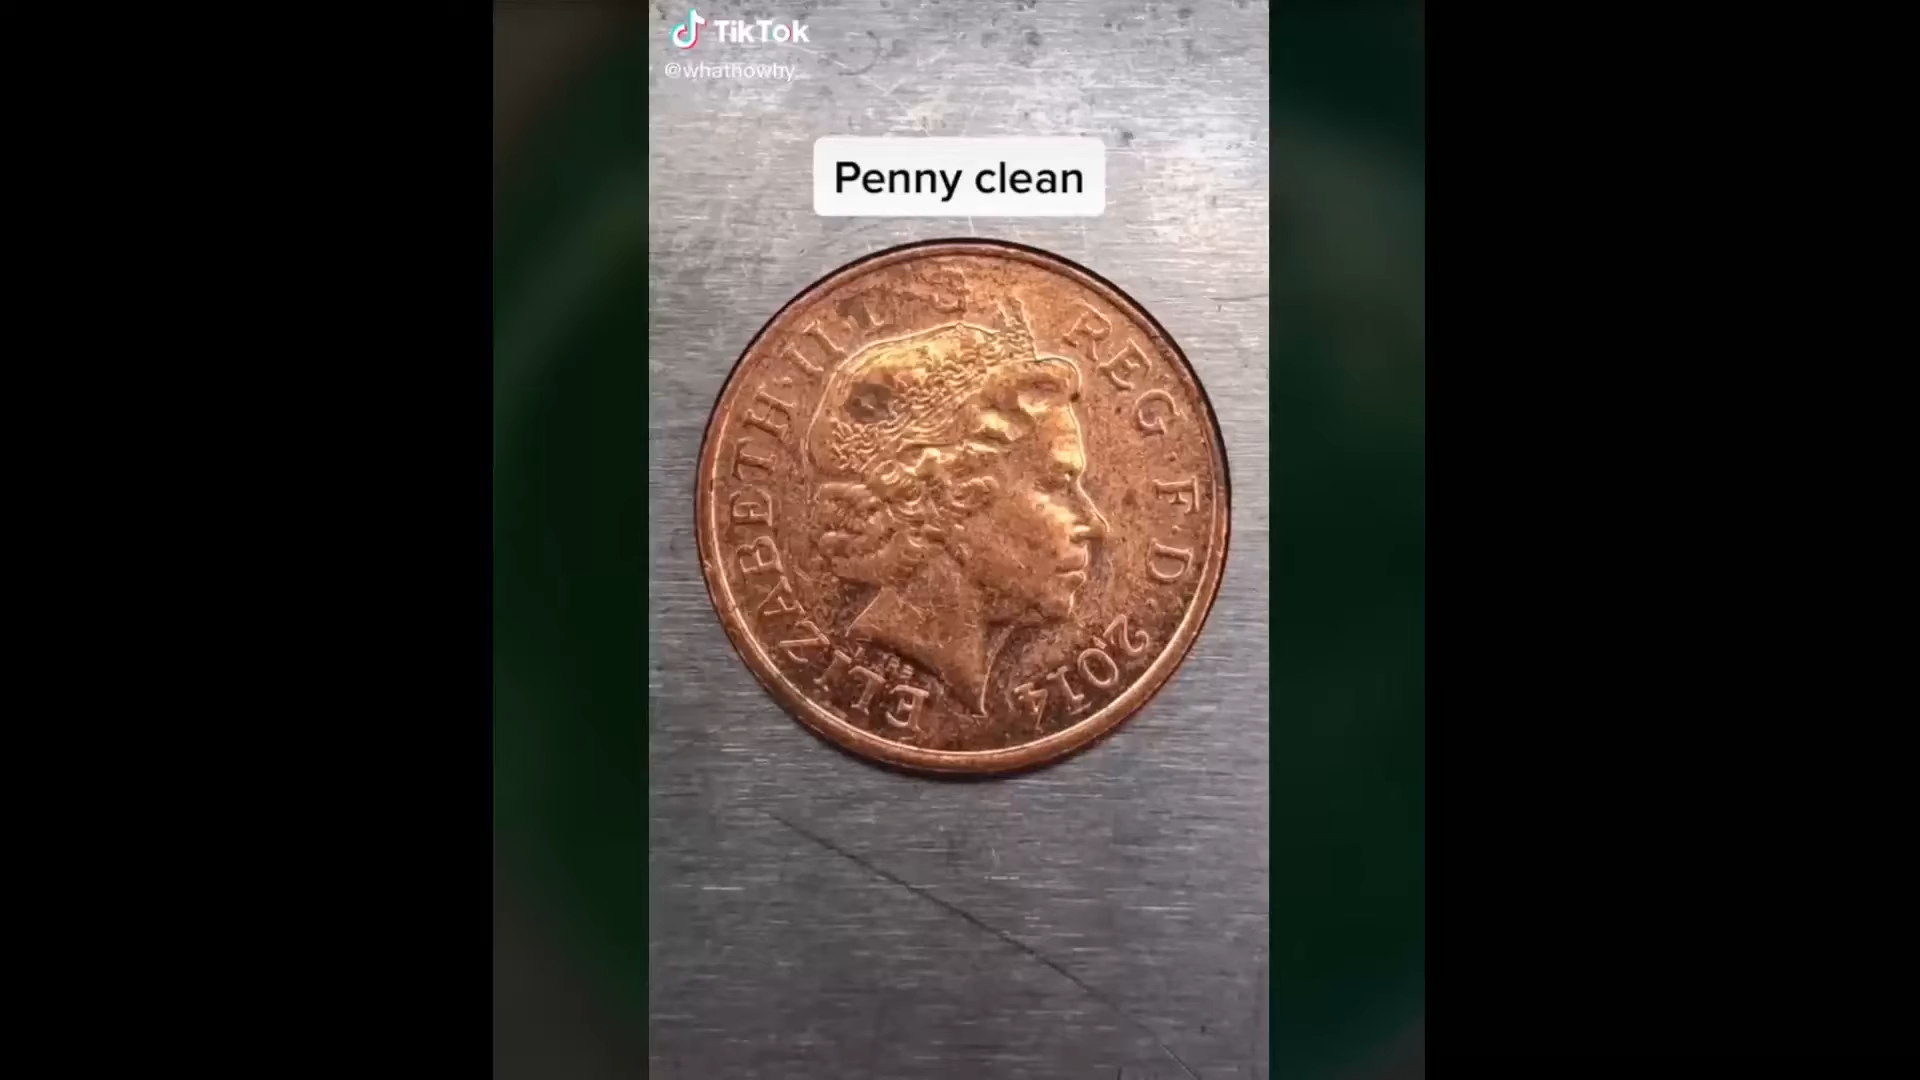 TikTok
@whathowhy
Penny clean
ELIZABETH·II·D·G
REG·F·D·2014